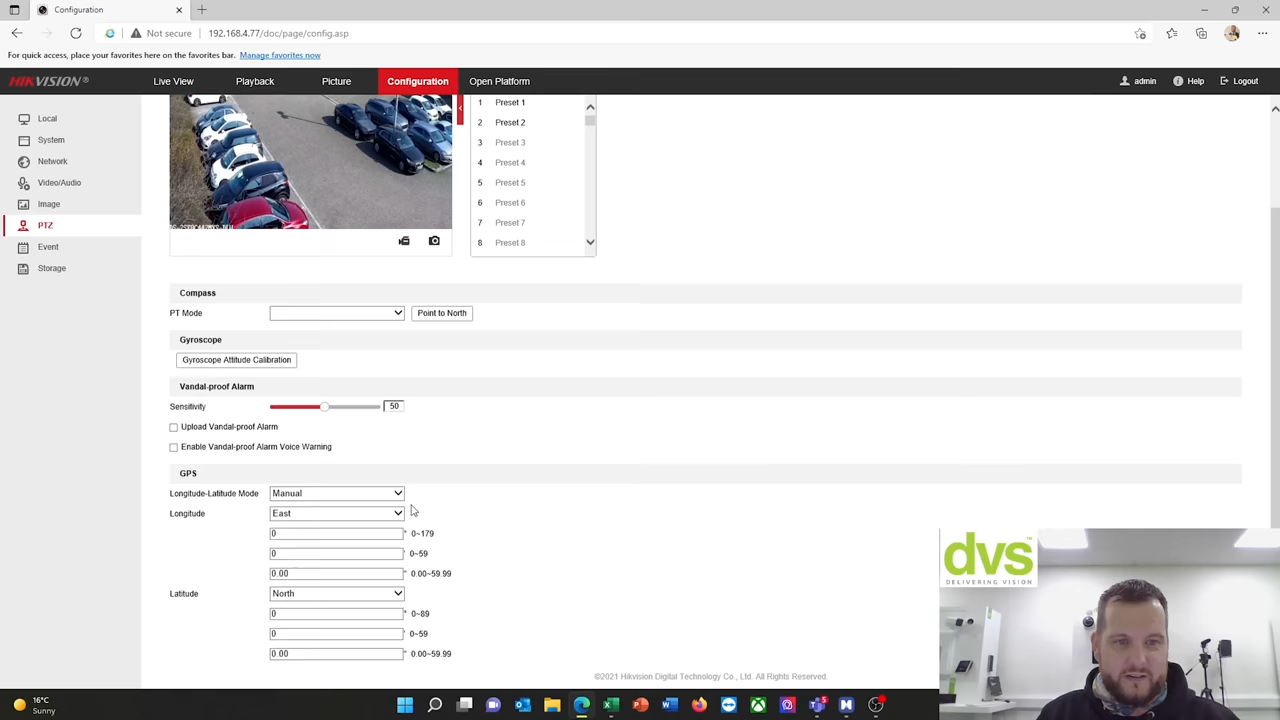 Configuration
Not secure
192.168.4.77/doc/page/config.asp
For quick access, place your favorites here on the favorites bar. Manage favorites now
HIKVISION® Live View Playback Picture Configuration Open Platform admin Help Logout
Local
System
Network
Video/Audio
Image
PTZ
Event
Storage
1 Preset 1
2 Preset 2
3 Preset 3
4 Preset 4
5 Preset 5
6 Preset 6
7 Preset 7
8 Preset 8
Compass
PT Mode Point to North
Gyroscope
Gyroscope Attitude Calibration
Vandal-proof Alarm
Sensitivity 50
Upload Vandal-proof Alarm
Enable Vandal-proof Alarm Voice Warning
GPS
Longitude-Latitude Mode Manual
Longitude East
0 ° 0~179
0 ' 0~59
0.00 " 0.00~59.99
Latitude North
0 ° 0~89
0 ' 0~59
0.00 " 0.00~59.99
©2021 Hikvision Digital Technology Co., Ltd. All Rights Reserved.
dvs™
DELIVERING VISION
16°C
Sunny